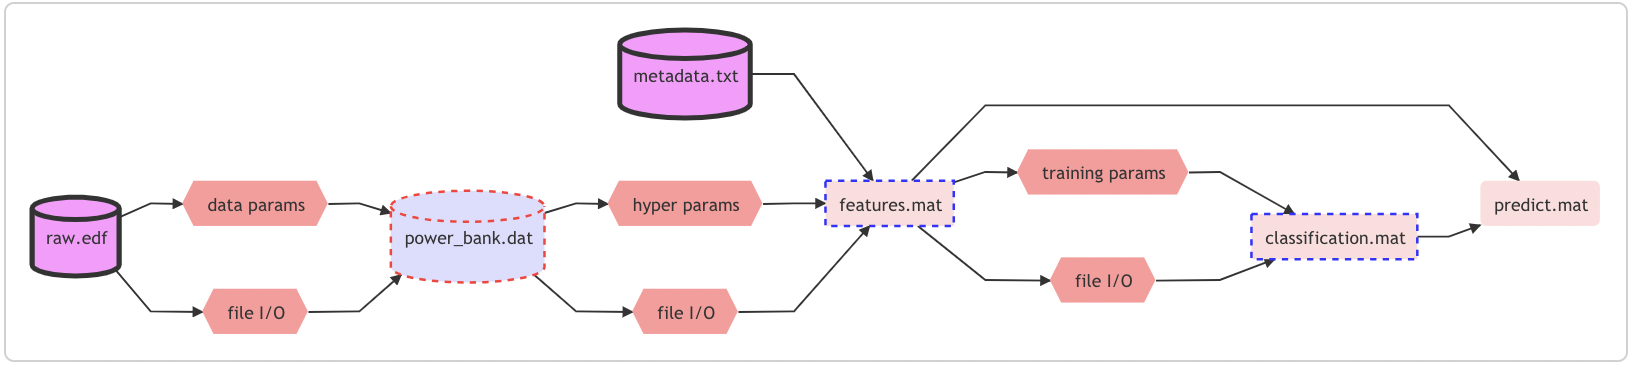 metadata.txt
raw.edf
data params
file I/O
power_bank.dat
hyper params
file I/O
features.mat
training params
file I/O
classification.mat
predict.mat